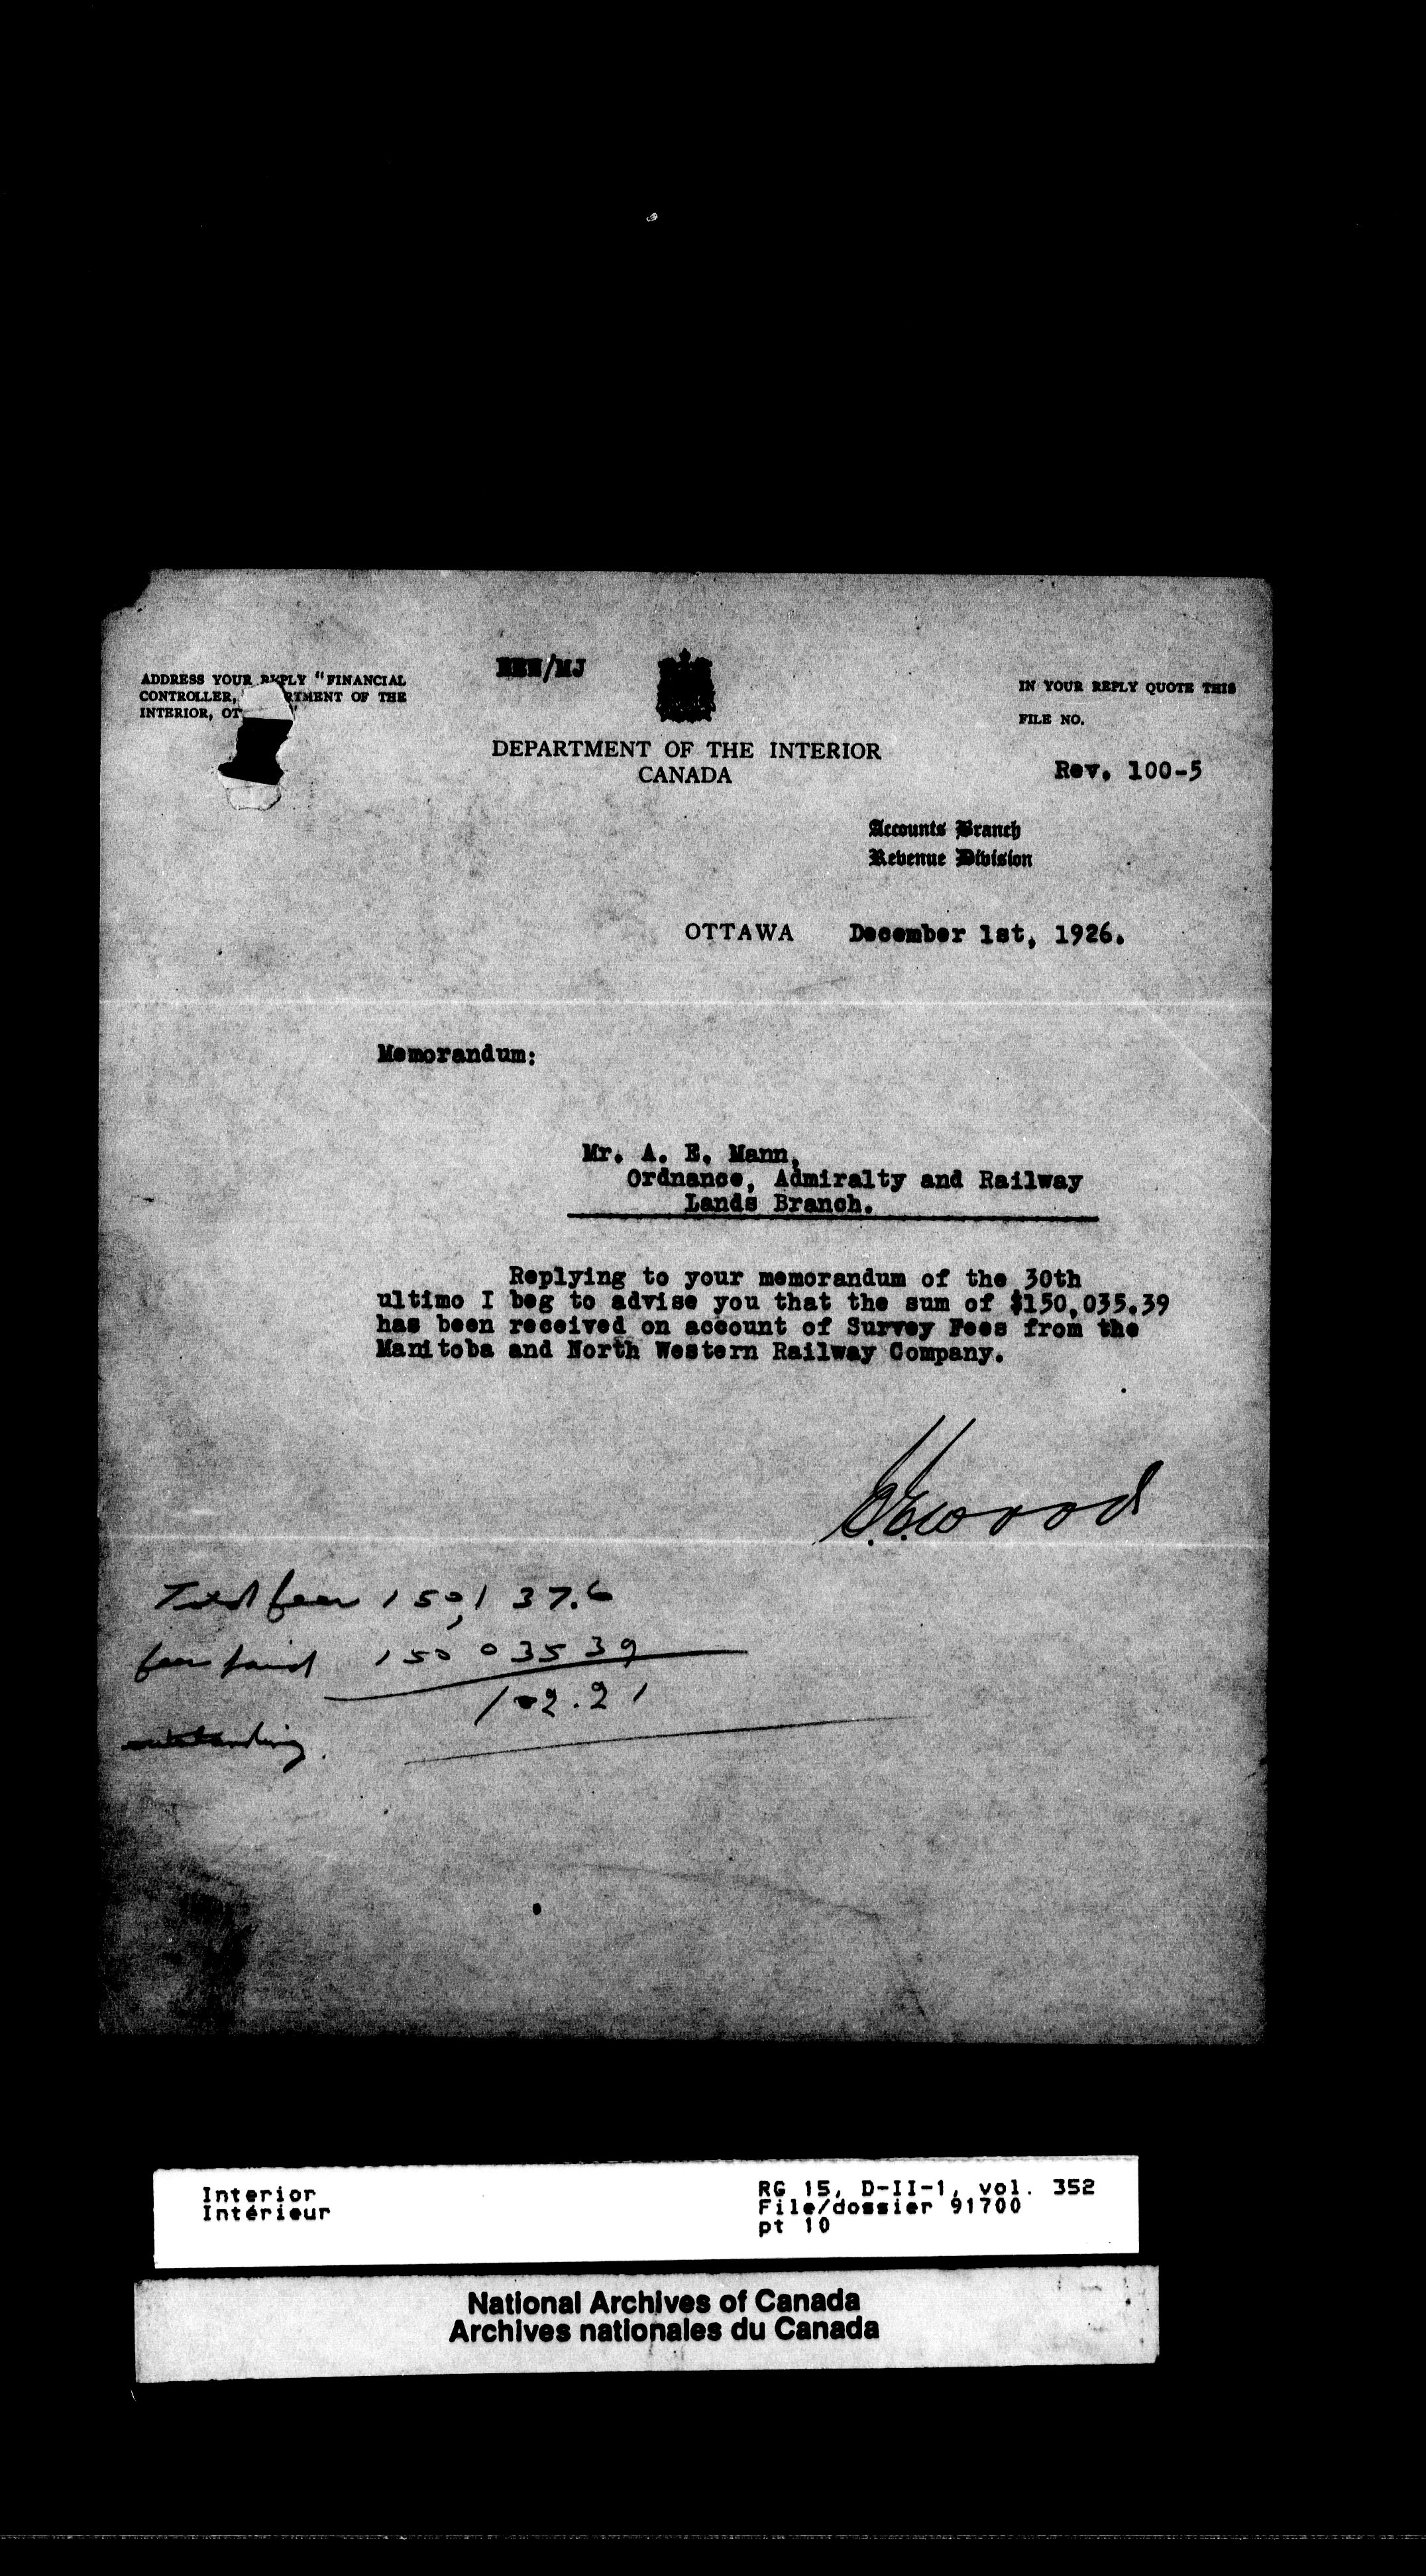 ADDRESS YOUR REPLY "FINANCIAL
CONTROLLER, RTMENT OF THE
INTERIOR, OT "
/MJ
IN YOUR REPLY QUOTE THIS
FILE NO.
Rev. 100-5
DEPARTMENT OF THE INTERIOR
CANADA
Accounts Branch
Revenue Division
OTTAWA December 1st, 1926.
Memorandum:
Mr. A. E. Mann,
Ordnance, Admiralty and Railway
Lands Branch.
Replying to your memorandum of the 30th
ultimo I beg to advise you that the sum of $150,035.39
has been received on account of Survey Fees from the
Manitoba and North Western Railway Company.
wood
Total fees 150,137.6
fees paid 150 035 39
102.21
outstanding.
Interior
Intérieur
RG 15, D-II-1, vol. 352
File/dossier 91700
pt 10
National Archives of Canada
Archives nationales du Canada